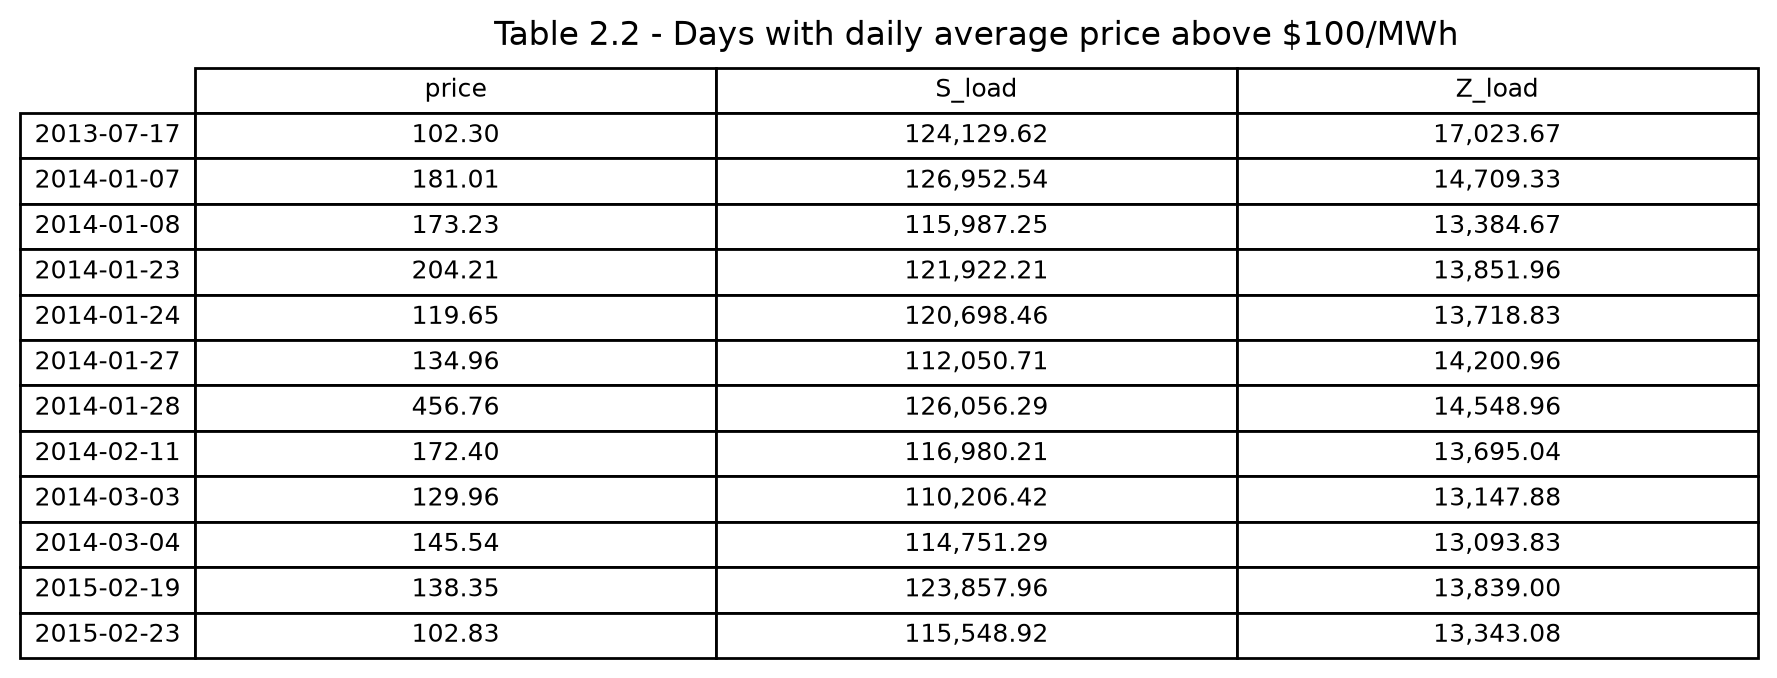 Table 2.2 - Days with daily average price above $100/MWh
price S_load Z_load
2013-07-17 102.30 124,129.62 17,023.67
2014-01-07 181.01 126,952.54 14,709.33
2014-01-08 173.23 115,987.25 13,384.67
2014-01-23 204.21 121,922.21 13,851.96
2014-01-24 119.65 120,698.46 13,718.83
2014-01-27 134.96 112,050.71 14,200.96
2014-01-28 456.76 126,056.29 14,548.96
2014-02-11 172.40 116,980.21 13,695.04
2014-03-03 129.96 110,206.42 13,147.88
2014-03-04 145.54 114,751.29 13,093.83
2015-02-19 138.35 123,857.96 13,839.00
2015-02-23 102.83 115,548.92 13,343.08